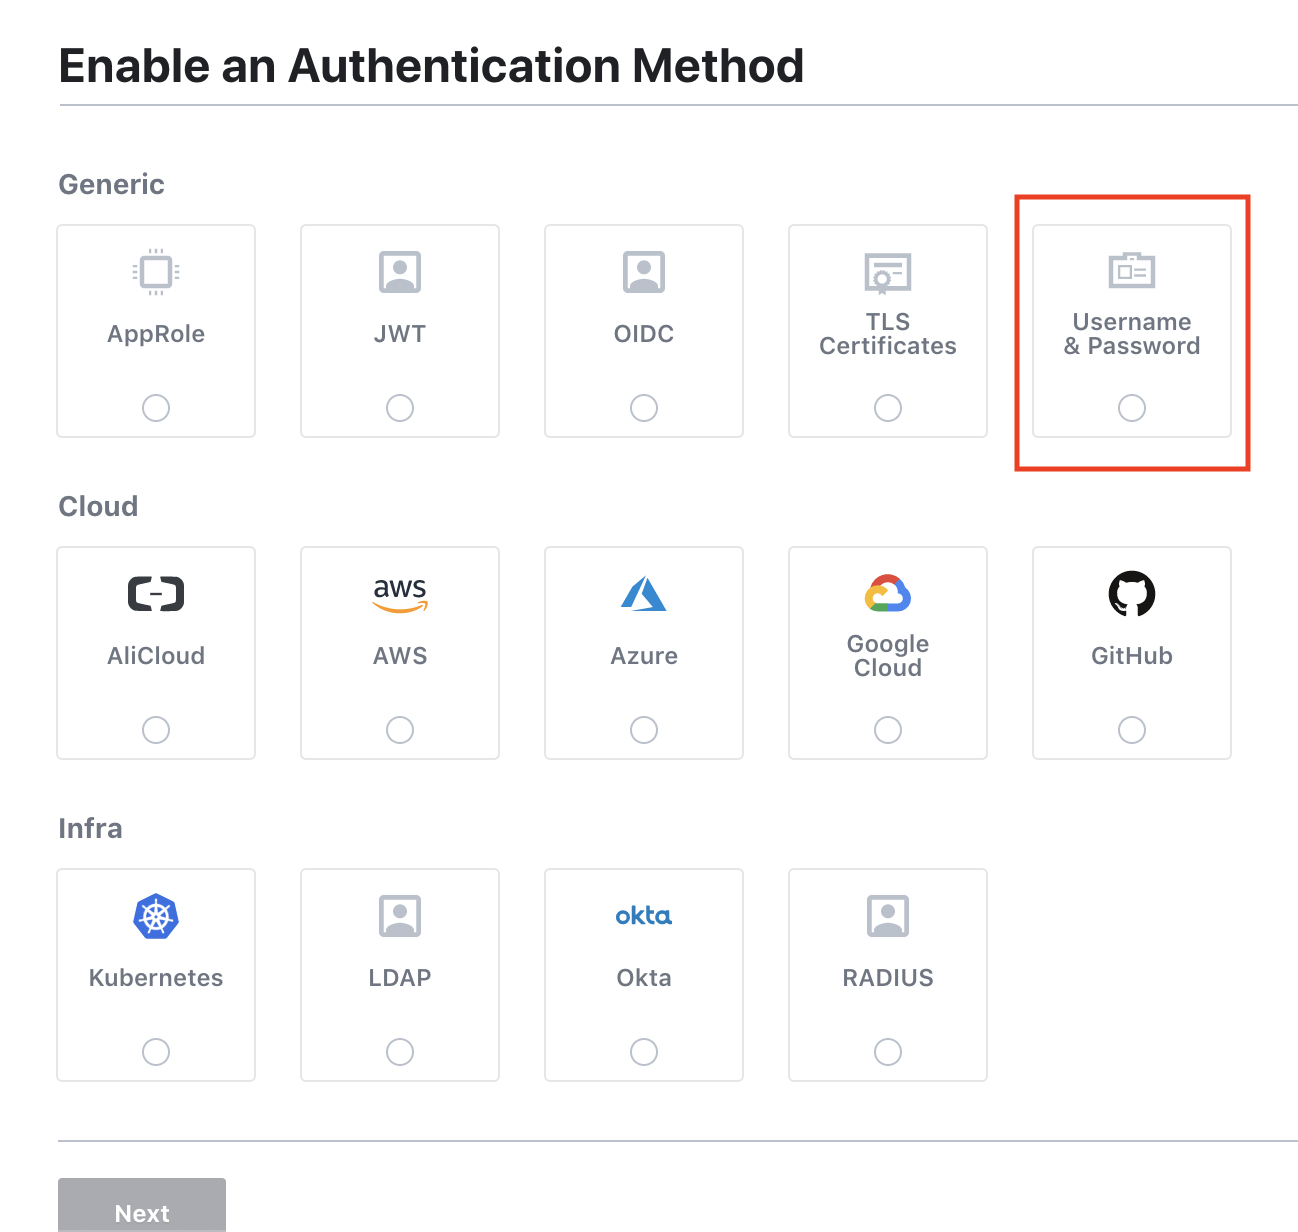 Enable an Authentication Method
Generic
AppRole
JWT
OIDC
TLS
Certificates
Username
& Password
Cloud
AliCloud
aws
AWS
Azure
Google
Cloud
GitHub
Infra
Kubernetes
LDAP
okta
Okta
RADIUS
Next